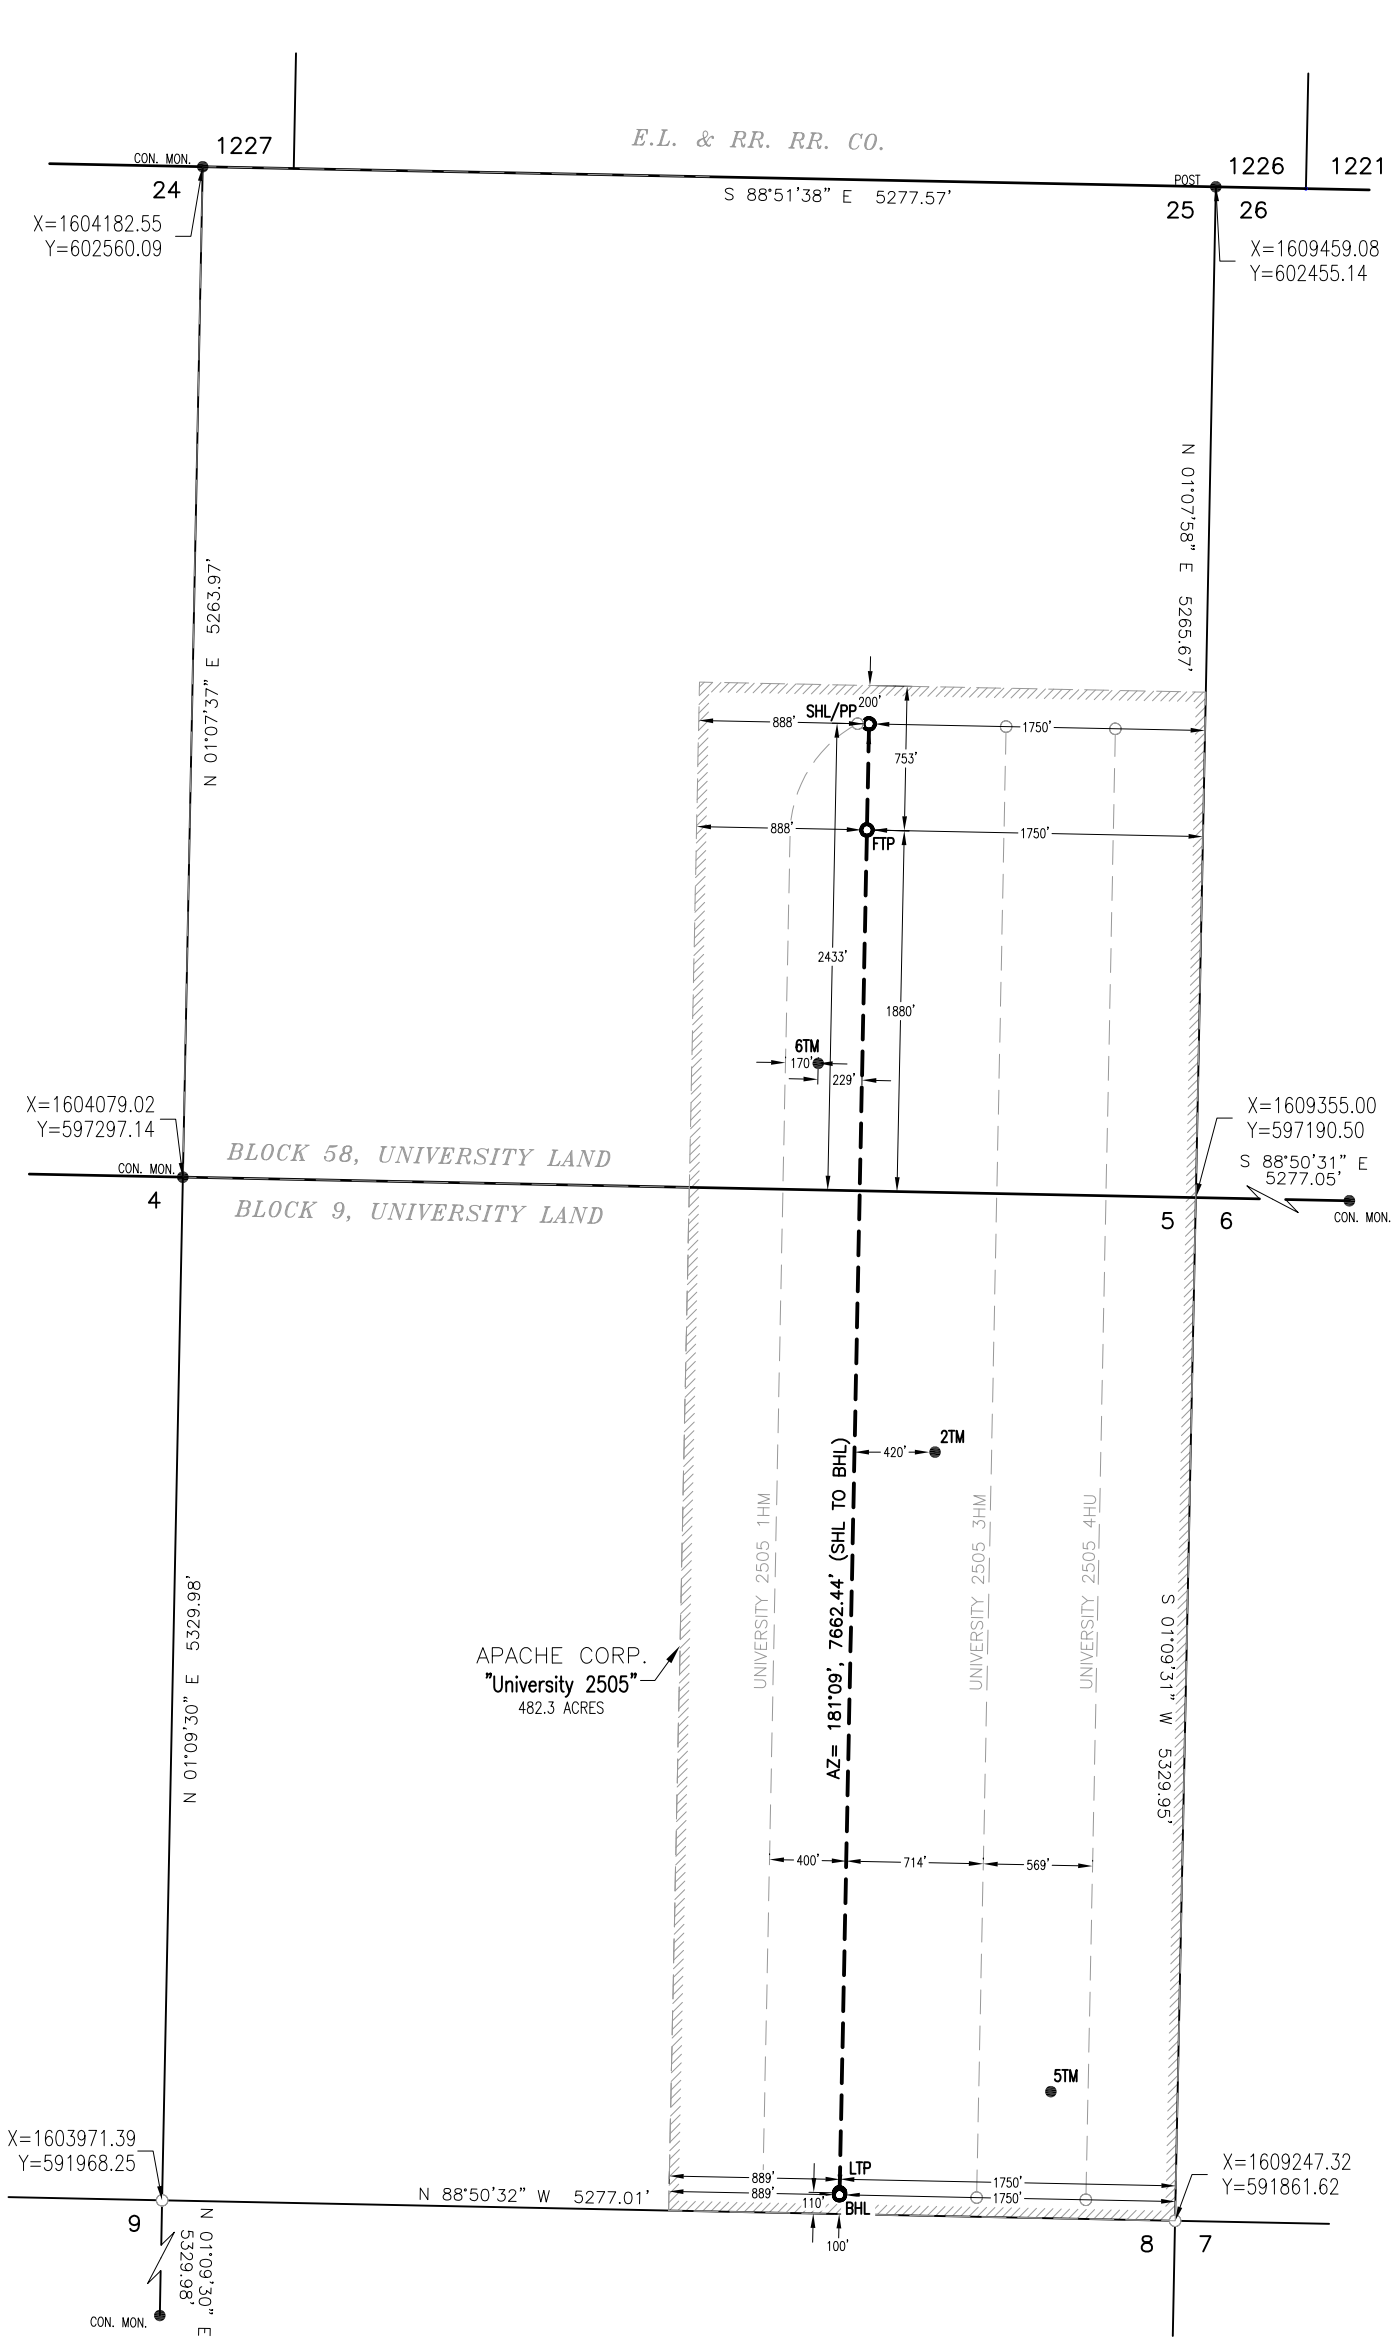 E.L. & RR. RR. CO.
1227
CON. MON.
24
S 88°51'38" E 5277.57'
POST
1226
1221
25
26
X=1604182.55
Y=602560.09
X=1609459.08
Y=602455.14
N 01°07'58" E 5265.67'
N 01°07'37" E 5263.97'
200'
SHL/PP
888'
1750'
753'
888'
1750'
FTP
2433'
1880'
6TM
170'
229'
X=1604079.02
Y=597297.14
X=1609355.00
Y=597190.50
BLOCK 58, UNIVERSITY LAND
S 88°50'31" E
5277.05'
CON. MON.
4
BLOCK 9, UNIVERSITY LAND
5
6
CON. MON.
2TM
420'
AZ= 181°09', 7662.44' (SHL TO BHL)
UNIVERSITY 2505 1HM
UNIVERSITY 2505 3HM
UNIVERSITY 2505 4HU
N 01°09'30" E 5329.98'
S 01°09'31" W 5329.95'
APACHE CORP.
"University 2505"
482.3 ACRES
400'
714'
569'
5TM
X=1603971.39
Y=591968.25
X=1609247.32
Y=591861.62
LTP
889'
1750'
889'
1750'
N 88°50'32" W 5277.01'
110'
BHL
100'
9
8
7
N 01°09'30" E
5329.98'
CON. MON.